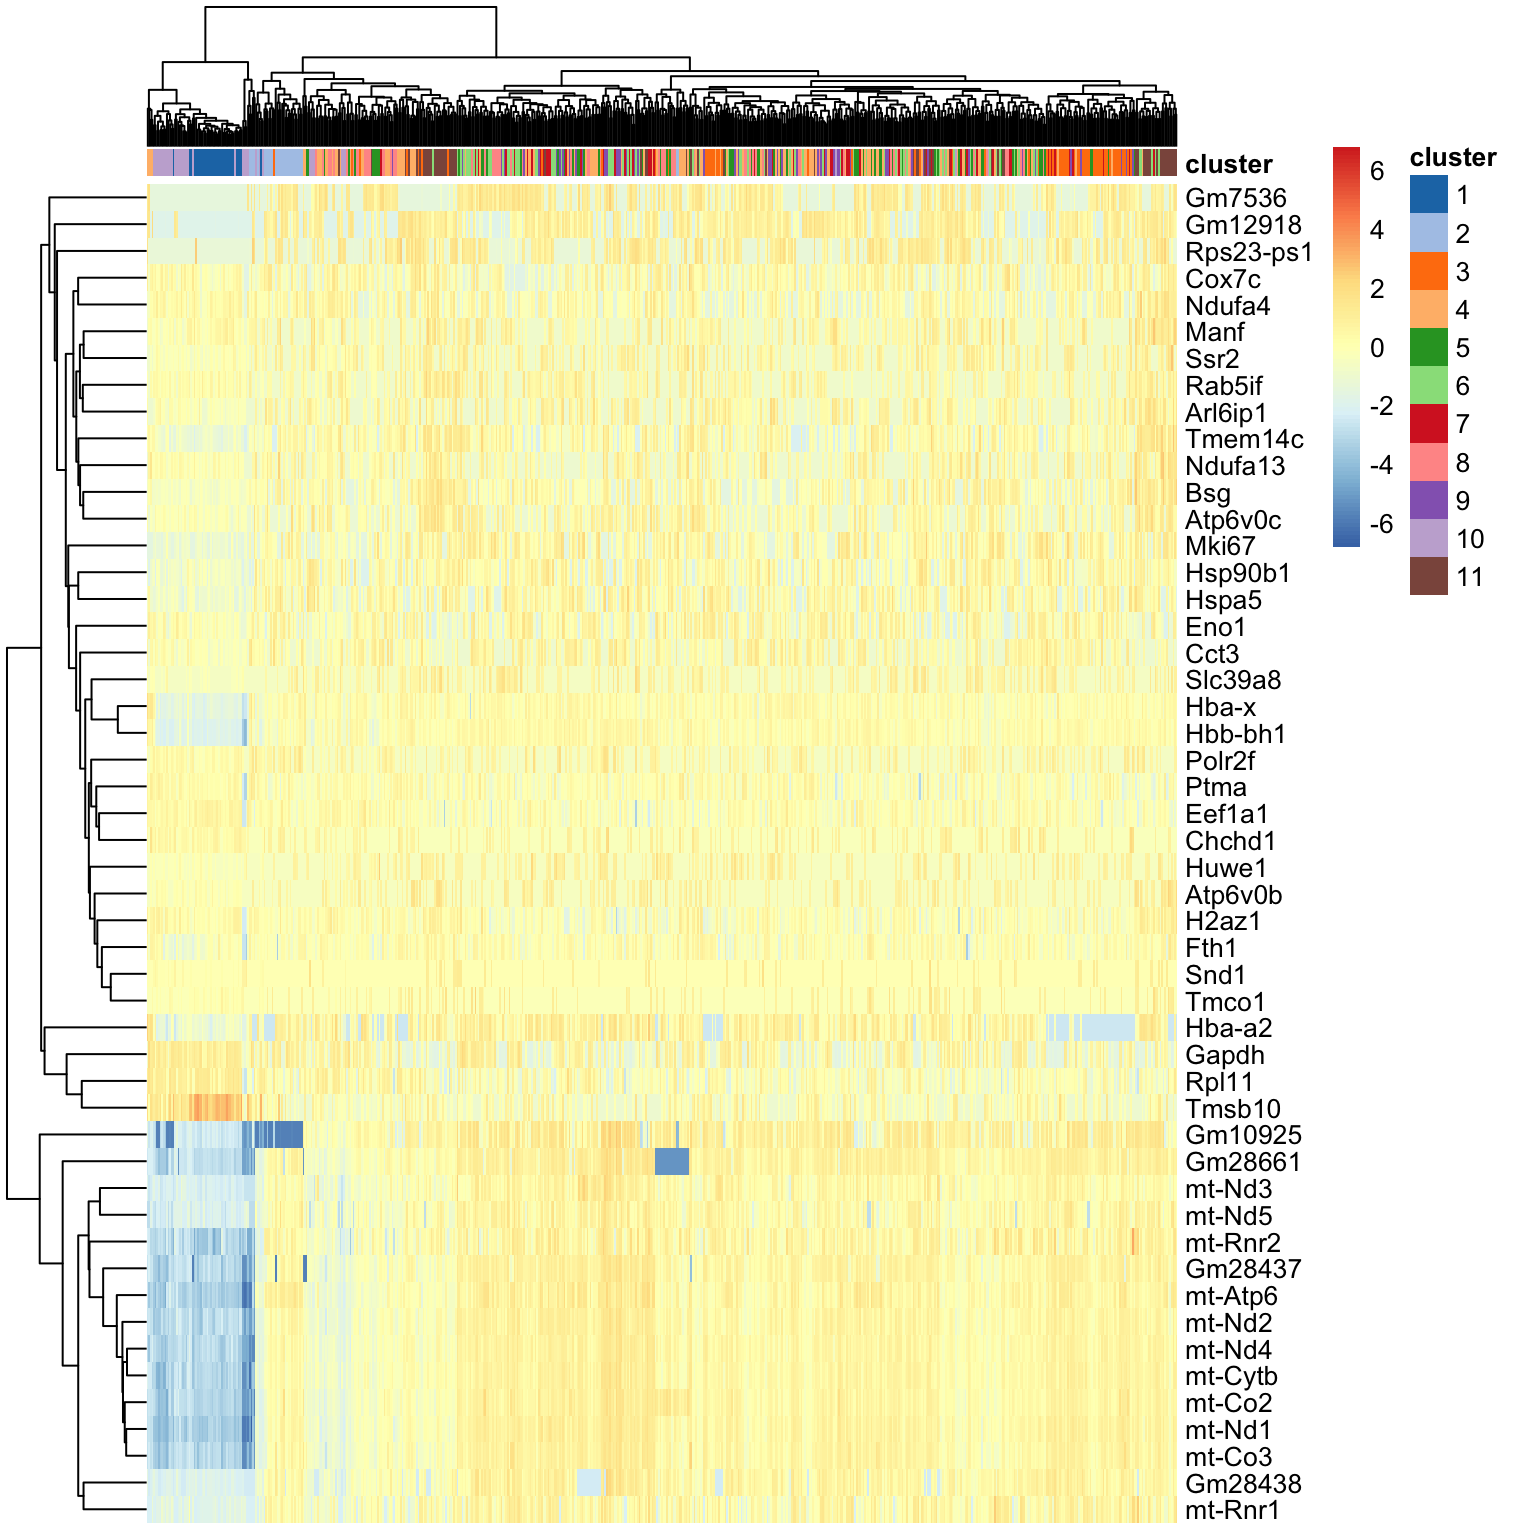 cluster
Gm7536
Gm12918
Rps23-ps1
Cox7c
Ndufa4
Manf
Ssr2
Rab5if
Arl6ip1
Tmem14c
Ndufa13
Bsg
Atp6v0c
Mki67
Hsp90b1
Hspa5
Eno1
Cct3
Slc39a8
Hba-x
Hbb-bh1
Polr2f
Ptma
Eef1a1
Chchd1
Huwe1
Atp6v0b
H2az1
Fth1
Snd1
Tmco1
Hba-a2
Gapdh
Rpl11
Tmsb10
Gm10925
Gm28661
mt-Nd3
mt-Nd5
mt-Rnr2
Gm28437
mt-Atp6
mt-Nd2
mt-Nd4
mt-Cytb
mt-Co2
mt-Nd1
mt-Co3
Gm28438
mt-Rnr1
6
4
2
0
-2
-4
-6
cluster
1
2
3
4
5
6
7
8
9
10
11